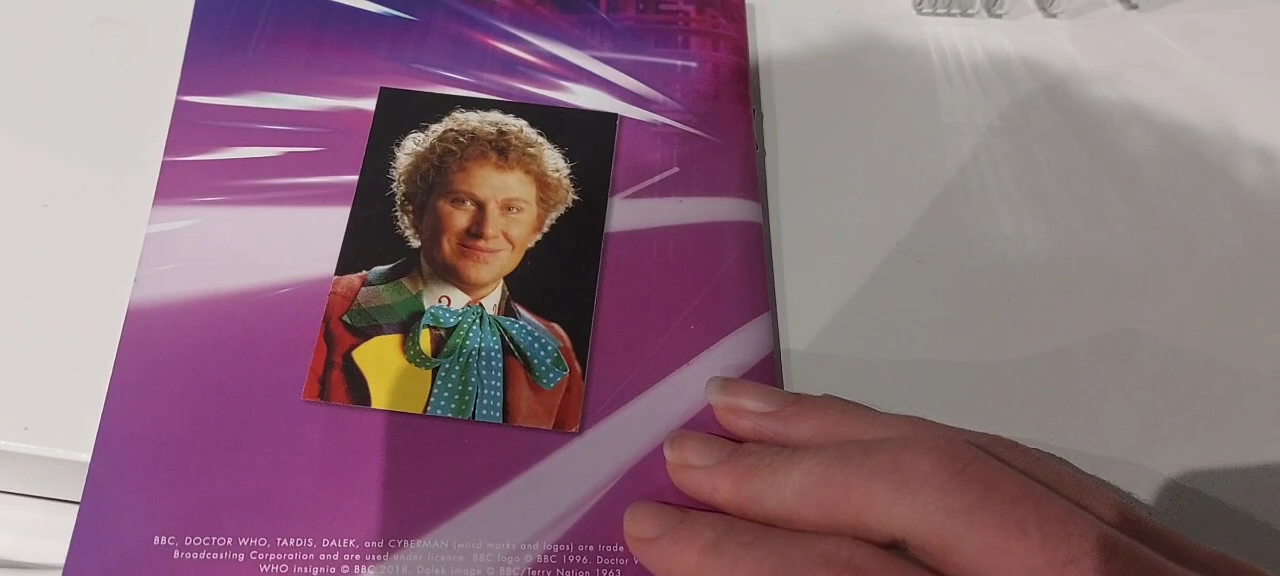 BBC, DOCTOR WHO, TARDIS, DALEK, and CYBERMAN (word marks and logos) are trade
Broadcasting Corporation and are used under licence. BBC logo © BBC 1996. Doctor
WHO insignia © BBC 2018. Dalek image © BBC/Terry Nation 1963.